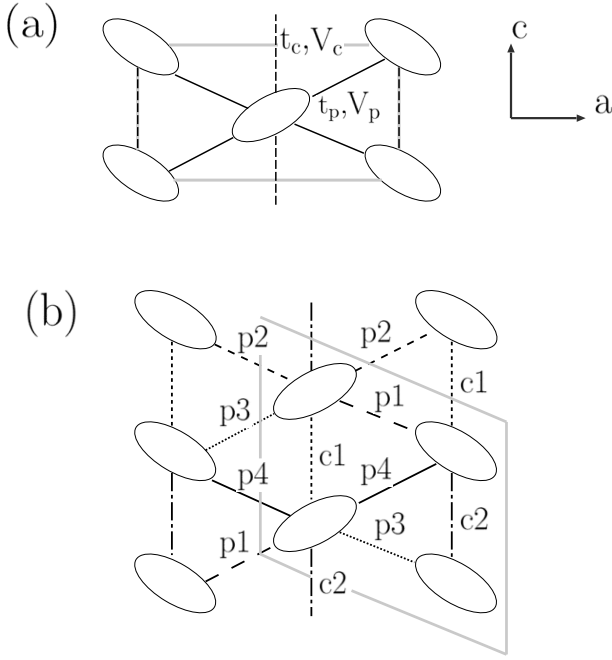 (a)
t_c,V_c
c
t_p,V_p
a
(b)
p2 p2
c1
p3 p1
c1
p4 p4
c2
p1 p3
c2